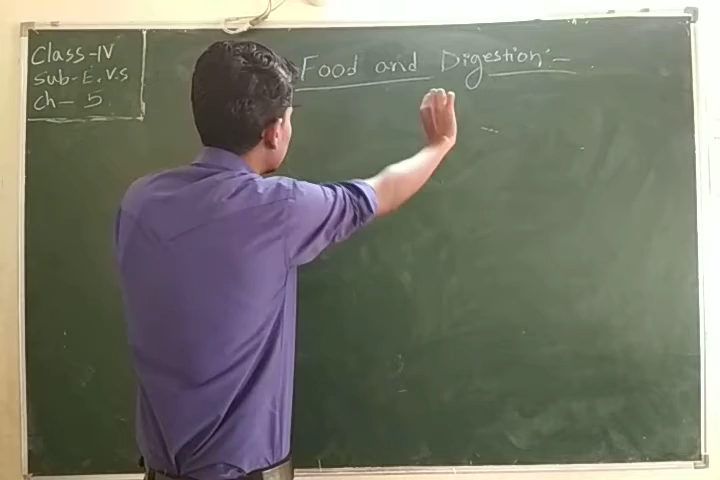 Class-IV
Sub-E.V.S
Ch- 5
Food and Digestion:-